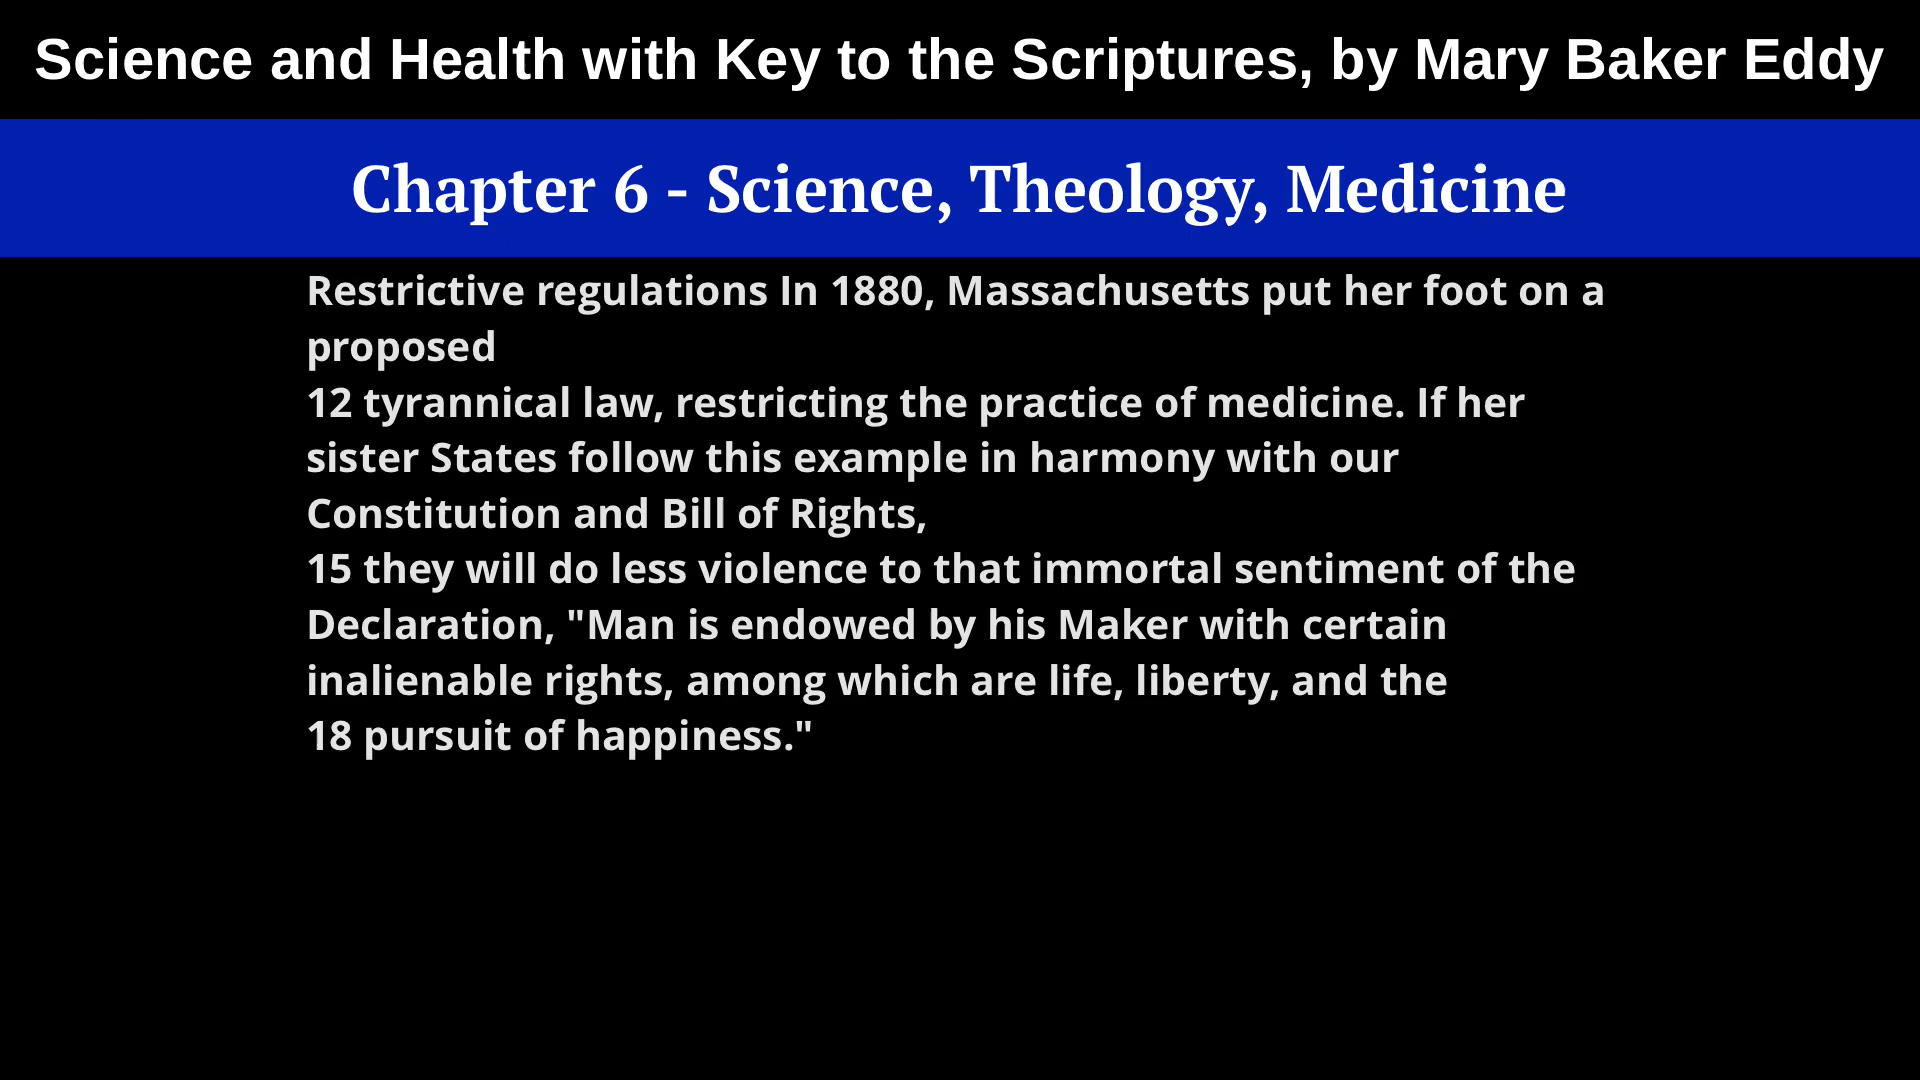 Science and Health with Key to the Scriptures, by Mary Baker Eddy
Chapter 6 - Science, Theology, Medicine
Restrictive regulations In 1880, Massachusetts put her foot on a
proposed
12 tyrannical law, restricting the practice of medicine. If her
sister States follow this example in harmony with our
Constitution and Bill of Rights,
15 they will do less violence to that immortal sentiment of the
Declaration, "Man is endowed by his Maker with certain
inalienable rights, among which are life, liberty, and the
18 pursuit of happiness."